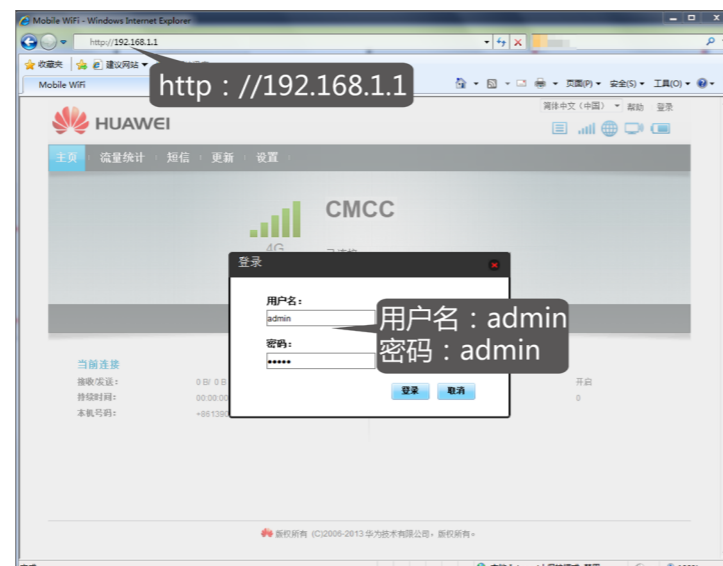 Mobile WiFi - Windows Internet Explorer
http://192.168.1.1
收藏夹 建议网站
Mobile WiFi
http：//192.168.1.1
页面(P) 安全(S) 工具(O)
简体中文（中国） 帮助 登录
HUAWEI
主页 流量统计 短信 更新 设置
CMCC
4G
登录
用户名：
admin
用户名：admin
密码：
•••••
密码：admin
登录 取消
当前连接
接收/发送： 0 B/ 0 B
开启
持续时间： 00:00:00
0
本机号码： +861390
版权所有 (C)2006-2013 华为技术有限公司。版权所有。